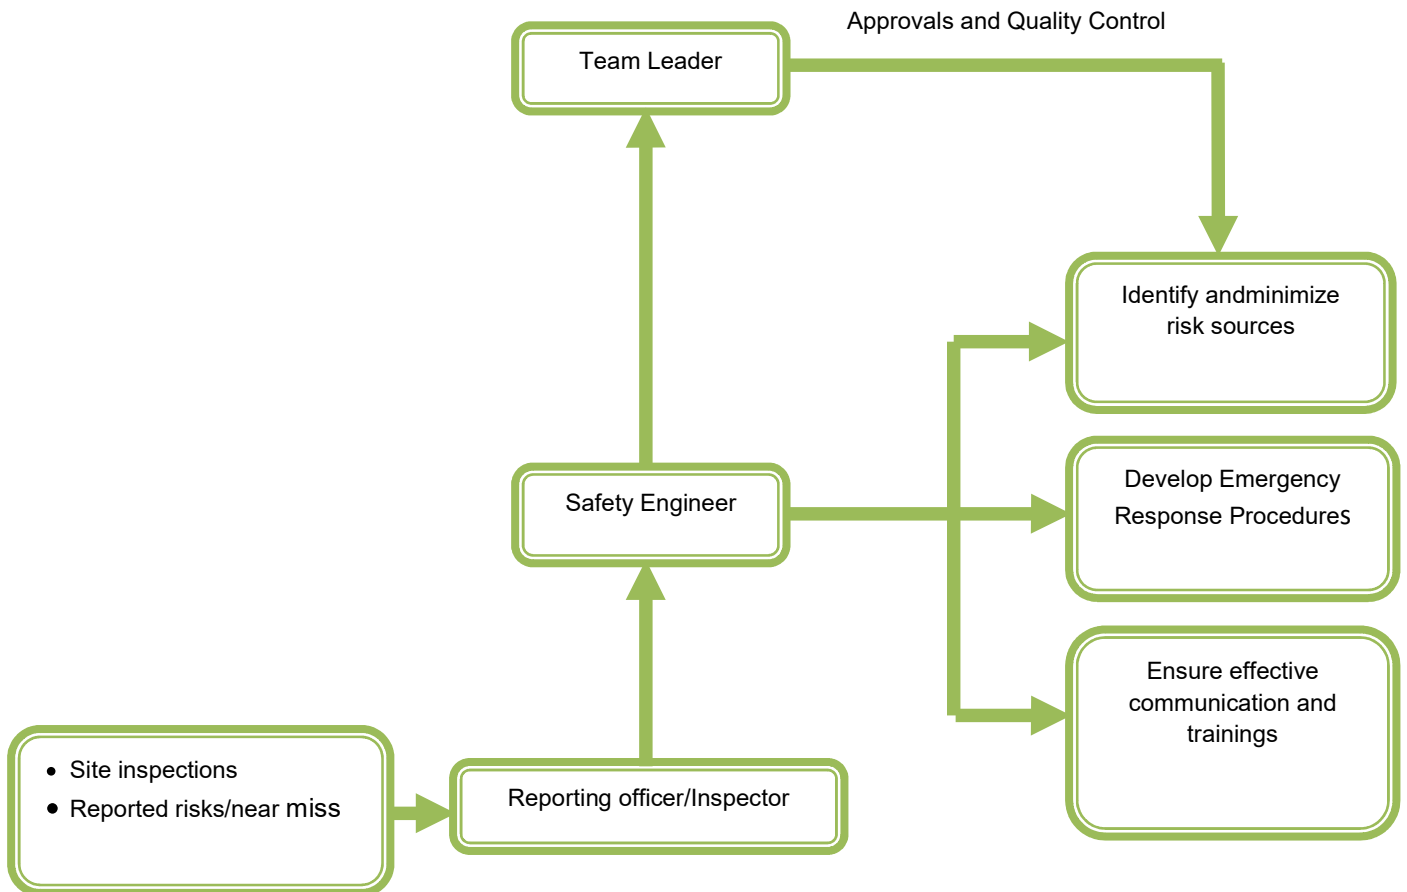 Approvals and Quality Control
Team Leader
Identify andminimize
risk sources
Safety Engineer
Develop Emergency
Response Procedures
Ensure effective
communication and
trainings
• Site inspections
• Reported risks/near miss
Reporting officer/Inspector